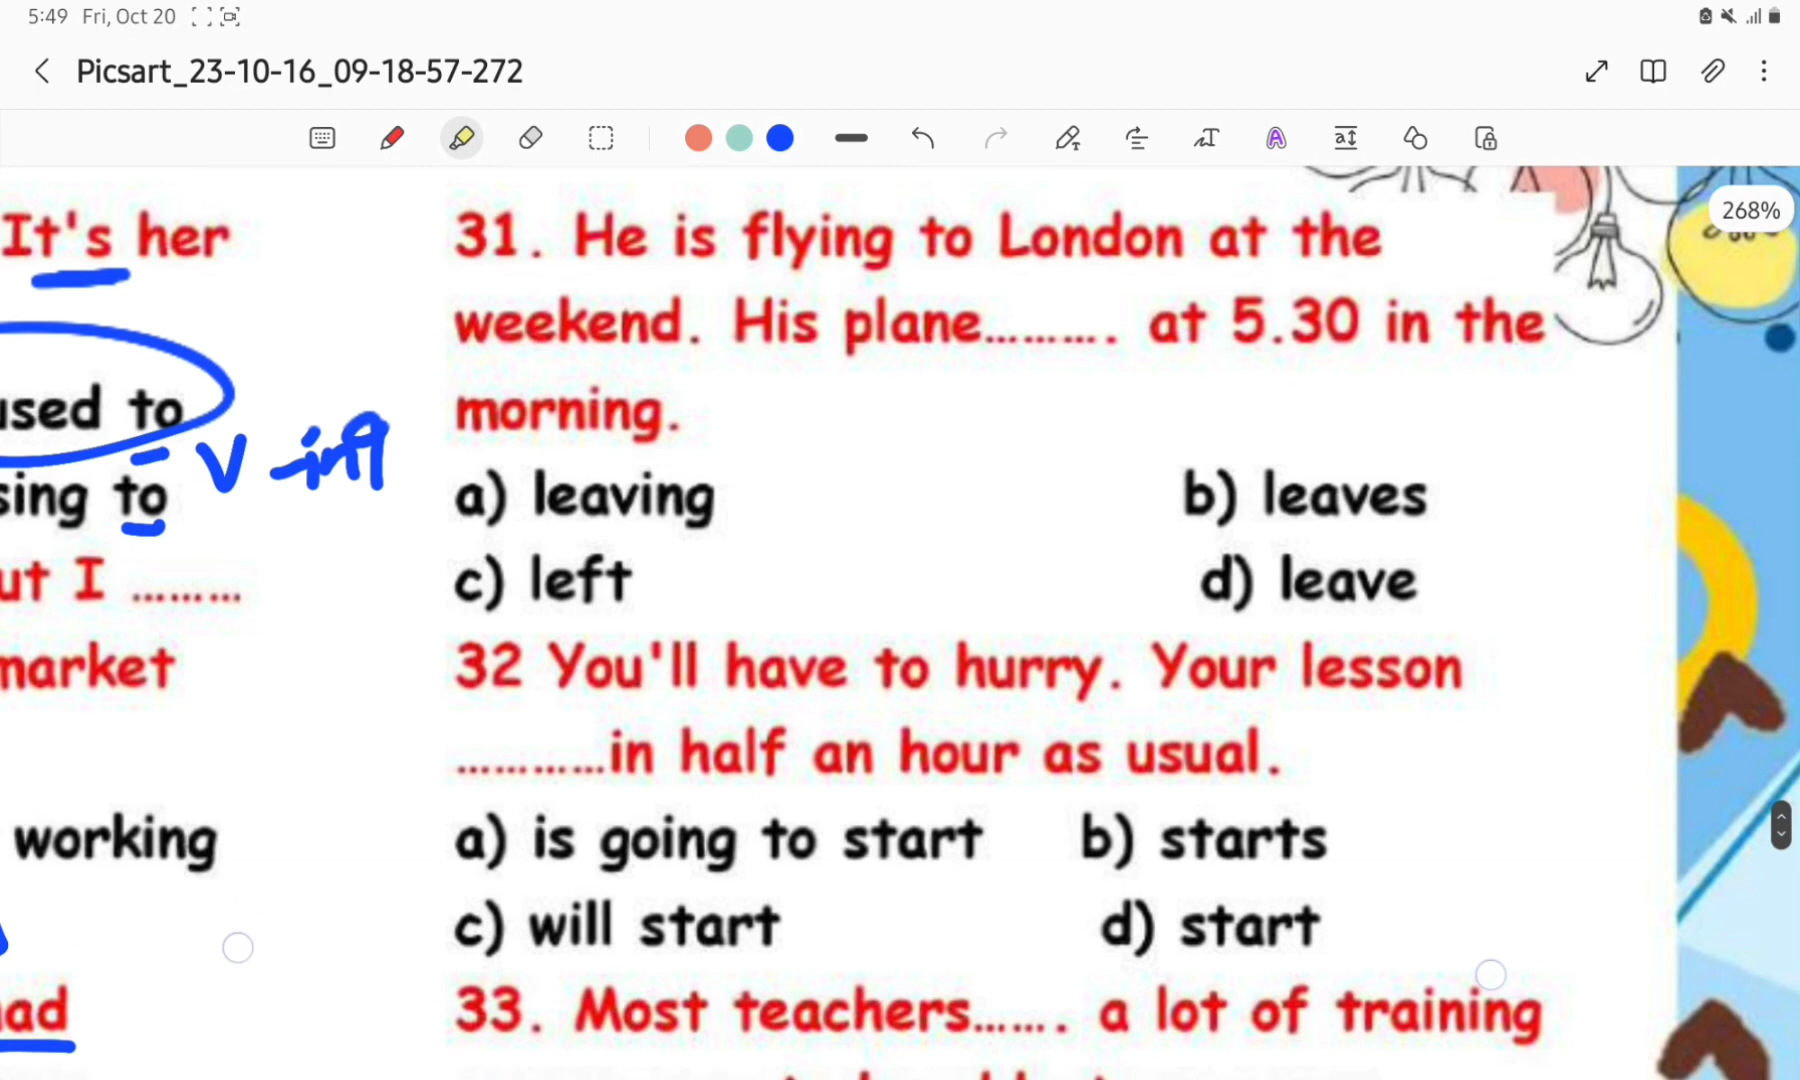 5:49 Fri, Oct 20
Picsart_23-10-16_09-18-57-272
268%
It's her
used to
V-ing
sing to
ut I .........
market
working
ad
31. He is flying to London at the
weekend. His plane.......... at 5.30 in the
morning.
a) leaving b) leaves
c) left d) leave
32 You'll have to hurry. Your lesson
............in half an hour as usual.
a) is going to start b) starts
c) will start d) start
33. Most teachers....... a lot of training